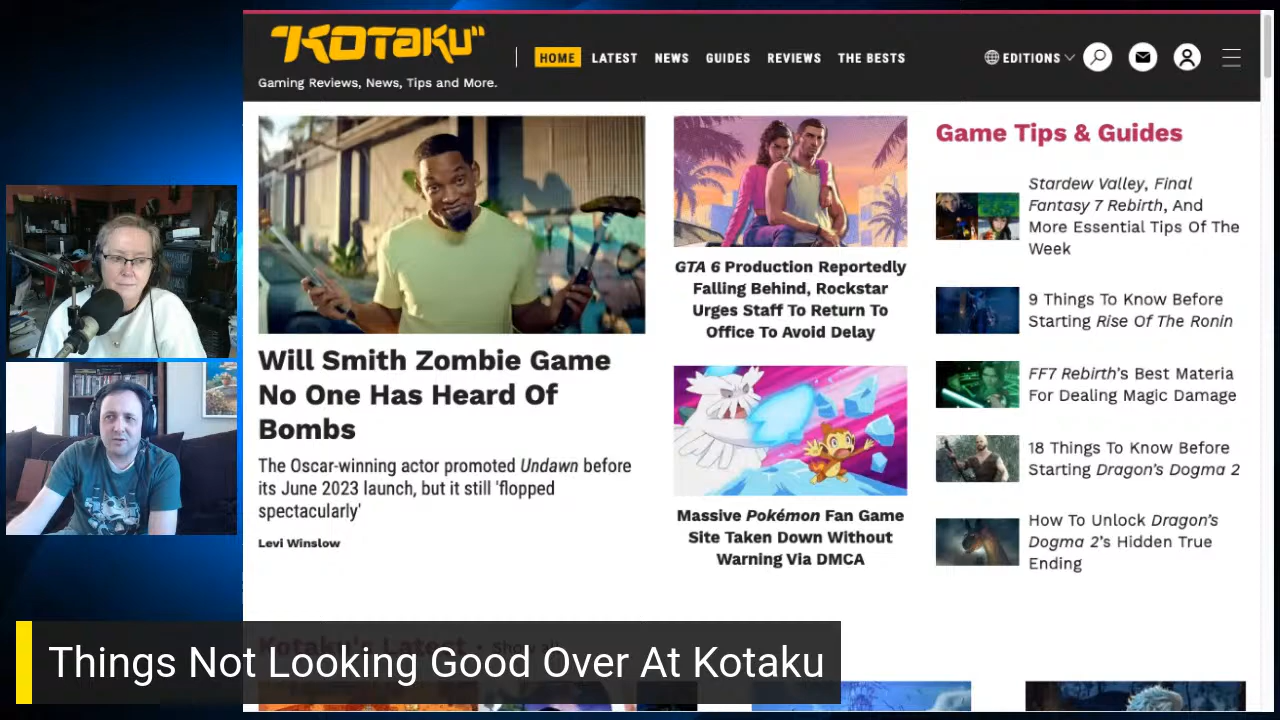 "KOTAKU"
Gaming Reviews, News, Tips and More.
HOME LATEST NEWS GUIDES REVIEWS THE BESTS
EDITIONS
Will Smith Zombie Game
No One Has Heard Of
Bombs
The Oscar-winning actor promoted Undawn before
its June 2023 launch, but it still 'flopped
spectacularly'
Levi Winslow
GTA 6 Production Reportedly
Falling Behind, Rockstar
Urges Staff To Return To
Office To Avoid Delay
Massive Pokémon Fan Game
Site Taken Down Without
Warning Via DMCA
Game Tips & Guides
Stardew Valley, Final
Fantasy 7 Rebirth, And
More Essential Tips Of The
Week
9 Things To Know Before
Starting Rise Of The Ronin
FF7 Rebirth's Best Materia
For Dealing Magic Damage
18 Things To Know Before
Starting Dragon's Dogma 2
How To Unlock Dragon's
Dogma 2's Hidden True
Ending
Kotaku's Latest • Show all
Things Not Looking Good Over At Kotaku